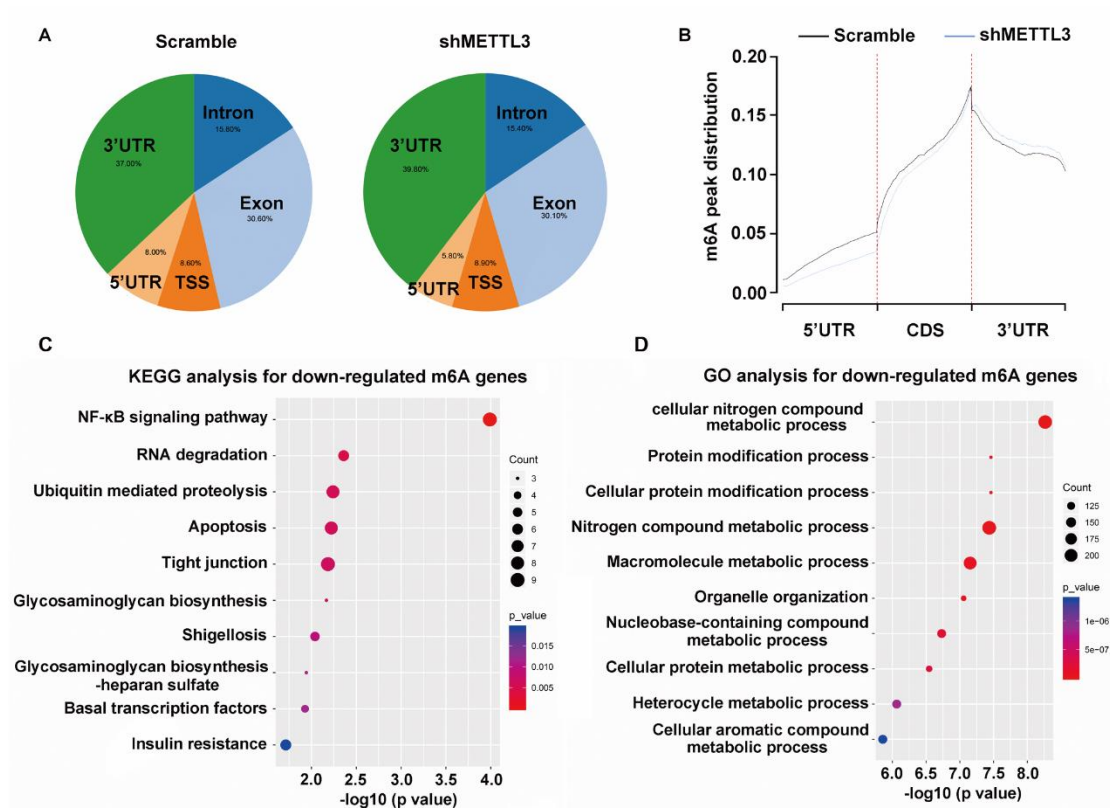 A
Scramble
shMETTL3
Intron
15.80%
3'UTR
37.00%
Exon
30.60%
8.00%
8.60%
5'UTR
TSS
Intron
15.40%
3'UTR
39.80%
Exon
30.10%
5.80%
8.90%
5'UTR
TSS
B
Scramble
shMETTL3
m6A peak distribution
0.20
0.15
0.10
0.05
0.00
5'UTR
CDS
3'UTR
C
KEGG analysis for down-regulated m6A genes
NF-κB signaling pathway
RNA degradation
Ubiquitin mediated proteolysis
Apoptosis
Tight junction
Glycosaminoglycan biosynthesis
Shigellosis
Glycosaminoglycan biosynthesis
-heparan sulfate
Basal transcription factors
Insulin resistance
2.0 2.5 3.0 3.5 4.0
-log10 (p value)
Count
3
4
5
6
7
8
9
p_value
0.015
0.010
0.005
D
GO analysis for down-regulated m6A genes
cellular nitrogen compound
metabolic process
Protein modification process
Cellular protein modification process
Nitrogen compound metabolic process
Macromolecule metabolic process
Organelle organization
Nucleobase-containing compound
metabolic process
Cellular protein metabolic process
Heterocycle metabolic process
Cellular aromatic compound
metabolic process
6.0 6.5 7.0 7.5 8.0
-log10 (p value)
Count
125
150
175
200
p_value
1e-06
5e-07